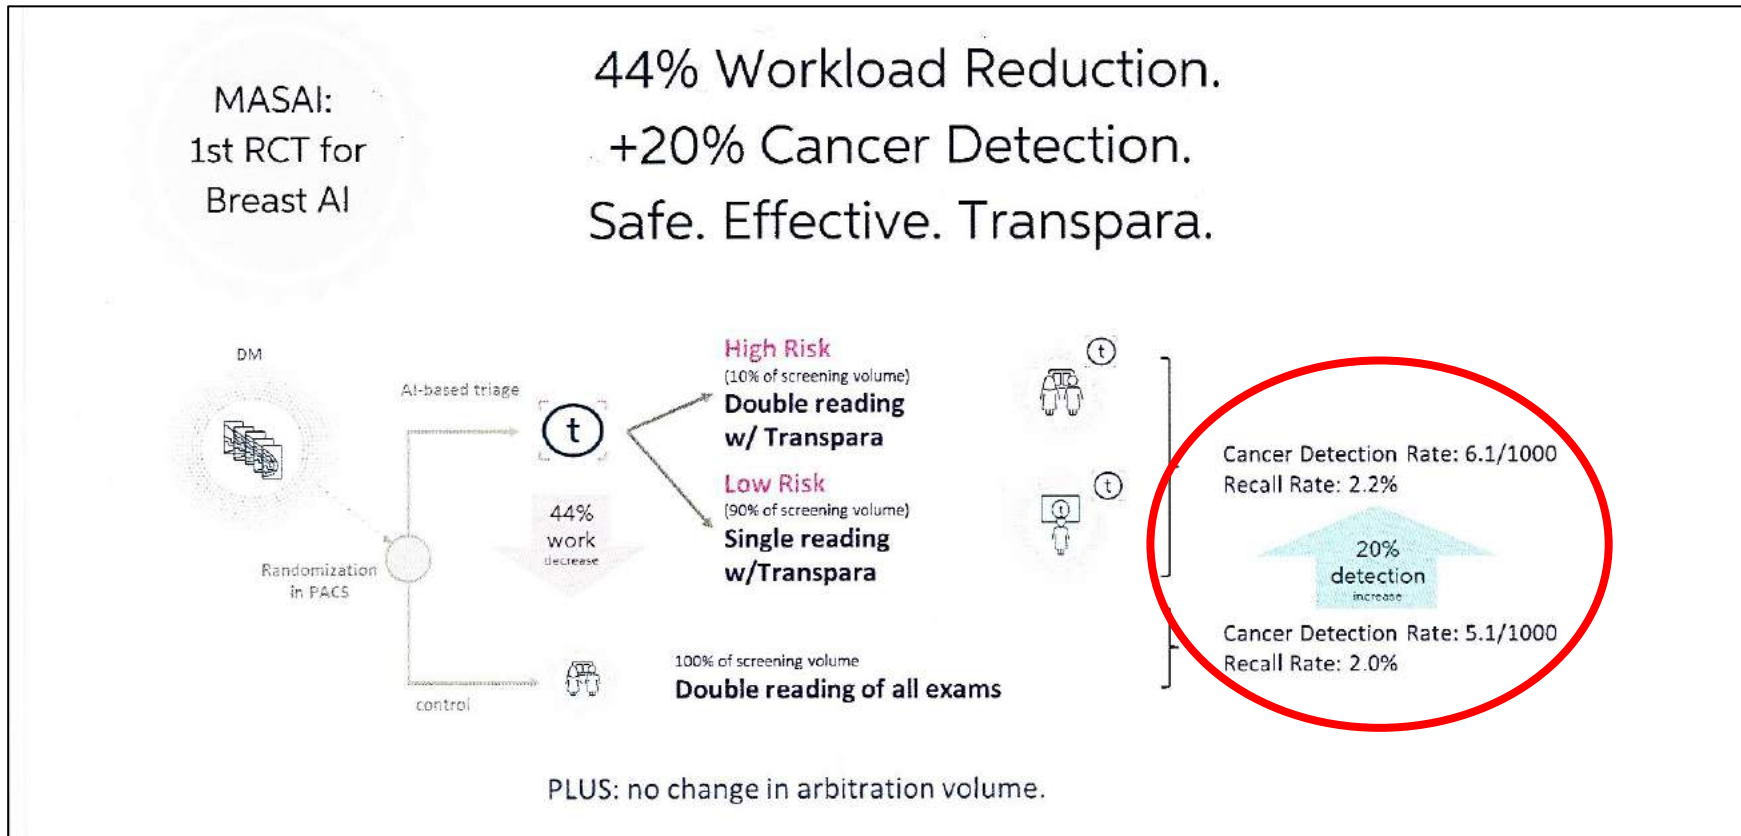 MASAI:
1st RCT for
Breast AI
44% Workload Reduction.
+20% Cancer Detection.
Safe. Effective. Transpara.
DM
AI-based triage
t
44%
work
decrease
Randomization
in PACS
control
High Risk
(10% of screening volume)
Double reading
w/ Transpara
t
Low Risk
(90% of screening volume)
Single reading
w/Transpara
t
t
100% of screening volume
Double reading of all exams
Cancer Detection Rate: 6.1/1000
Recall Rate: 2.2%
20%
detection
increase
Cancer Detection Rate: 5.1/1000
Recall Rate: 2.0%
PLUS: no change in arbitration volume.